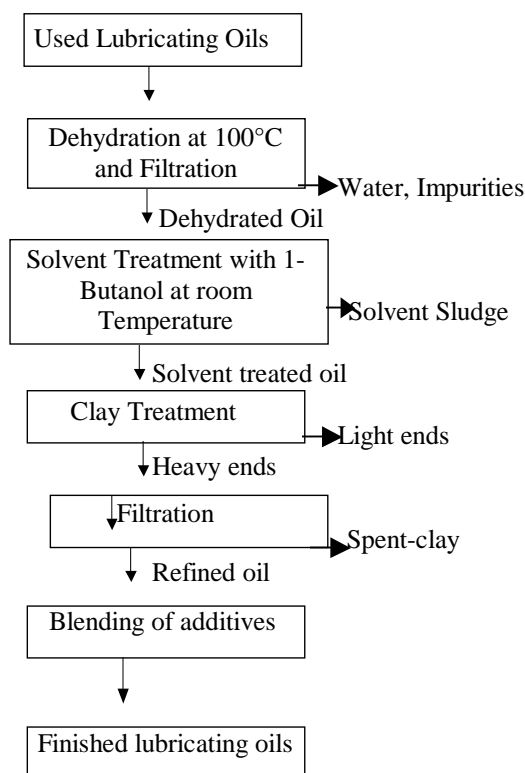 Used Lubricating Oils
Dehydration at 100°C
and Filtration
Water, Impurities
Dehydrated Oil
Solvent Treatment with 1-
Butanol at room
Temperature
Solvent Sludge
Solvent treated oil
Clay Treatment
Light ends
Heavy ends
Filtration
Spent-clay
Refined oil
Blending of additives
Finished lubricating oils